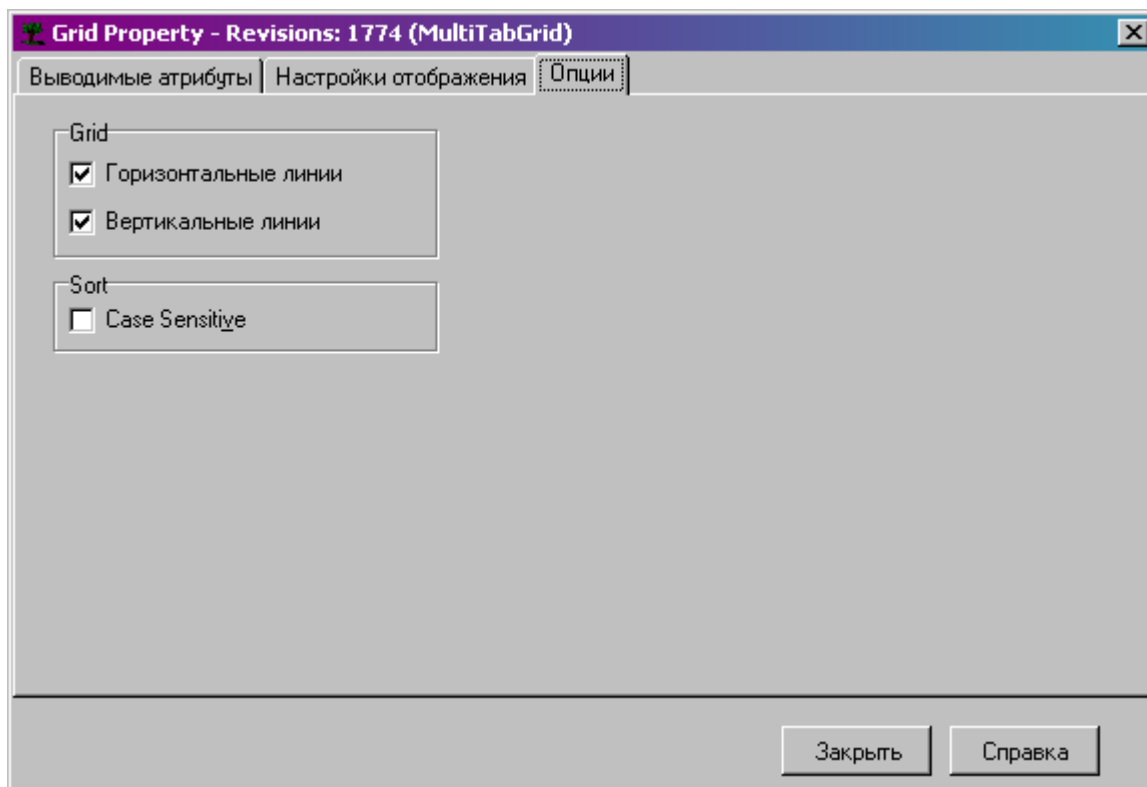 Grid Property - Revisions: 1774 (MultiTabGrid)
Выводимые атрибуты Настройки отображения Опции
Grid
Горизонтальные линии
Вертикальные линии
Sort
Case Sensitive
Закрыть Справка